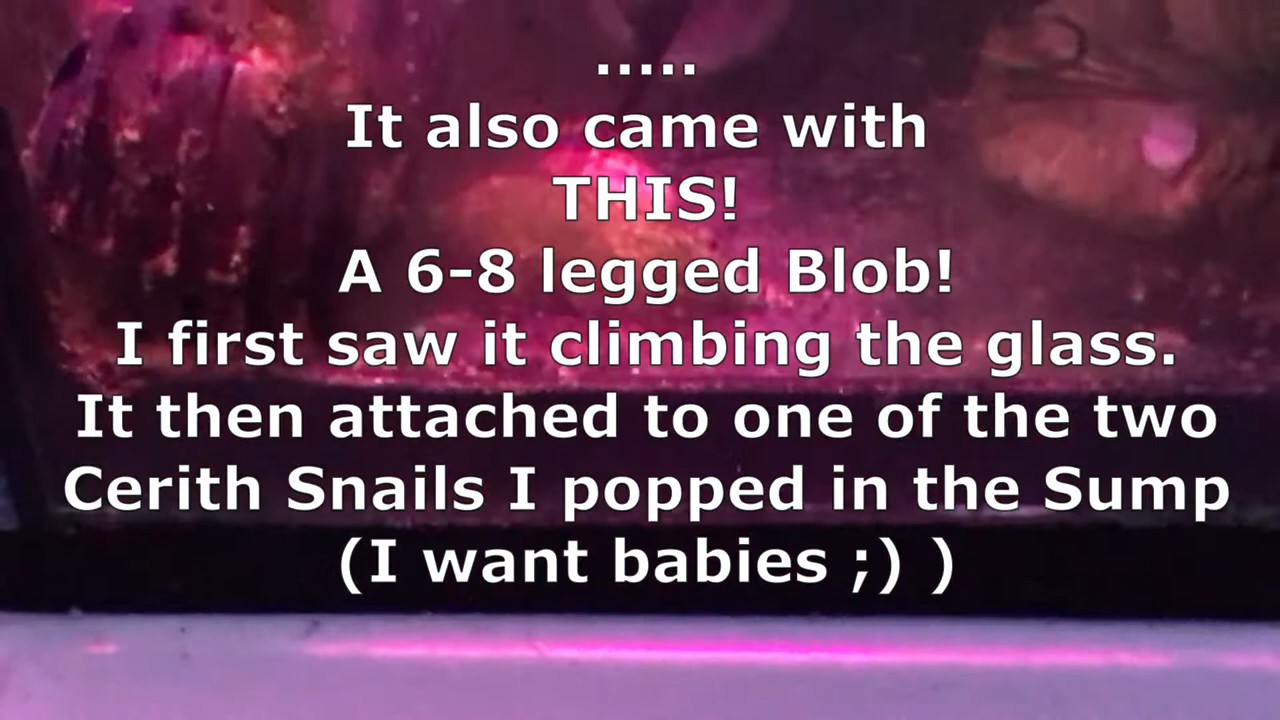 .....
It also came with
THIS!
A 6-8 legged Blob!
I first saw it climbing the glass.
It then attached to one of the two
Cerith Snails I popped in the Sump
(I want babies ;) )